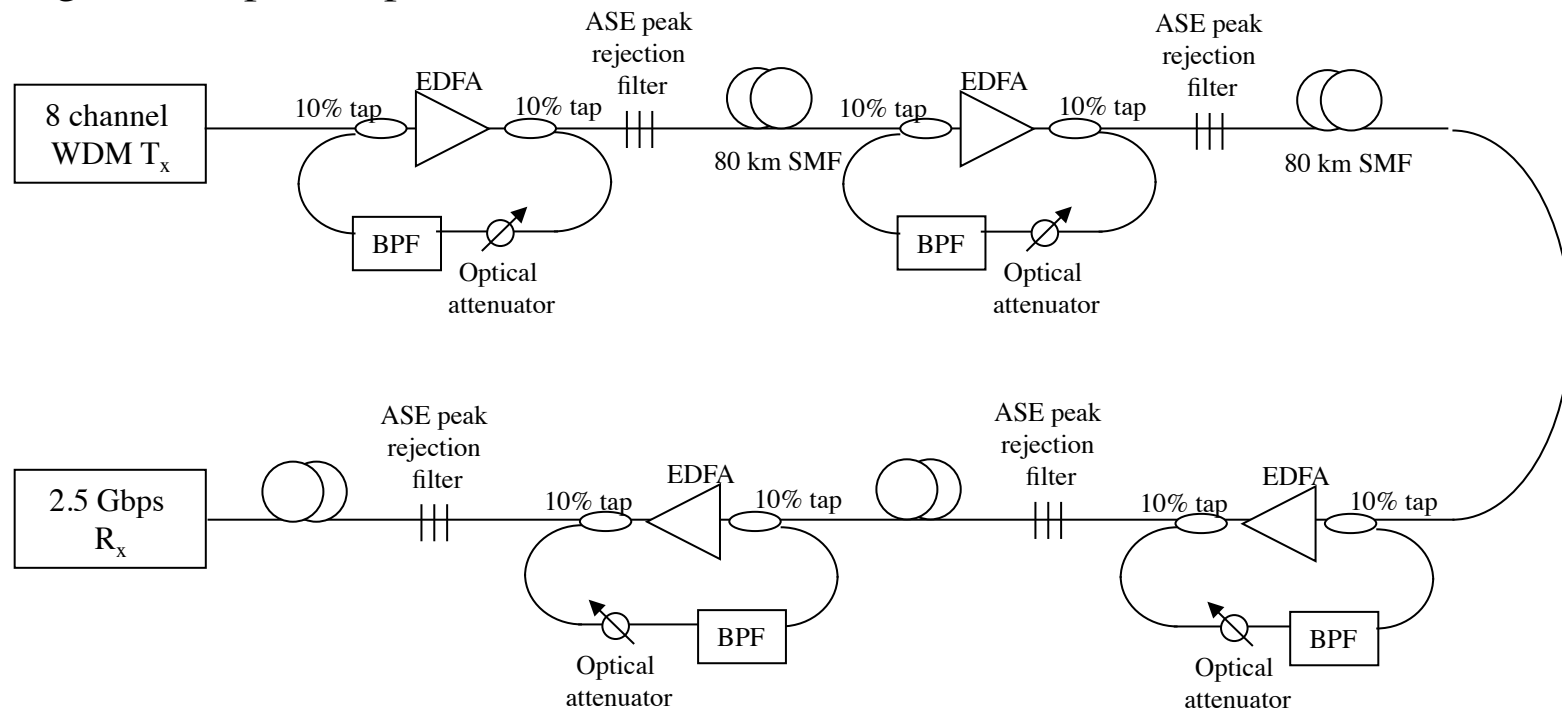 ASE peak
rejection
filter
ASE peak
rejection
filter
8 channel
WDM Tx
10% tap
EDFA
10% tap
80 km SMF
10% tap
EDFA
10% tap
80 km SMF
BPF
Optical
attenuator
BPF
Optical
attenuator
2.5 Gbps
Rx
ASE peak
rejection
filter
10% tap
EDFA
10% tap
ASE peak
rejection
filter
10% tap
EDFA
10% tap
Optical
attenuator
BPF
Optical
attenuator
BPF